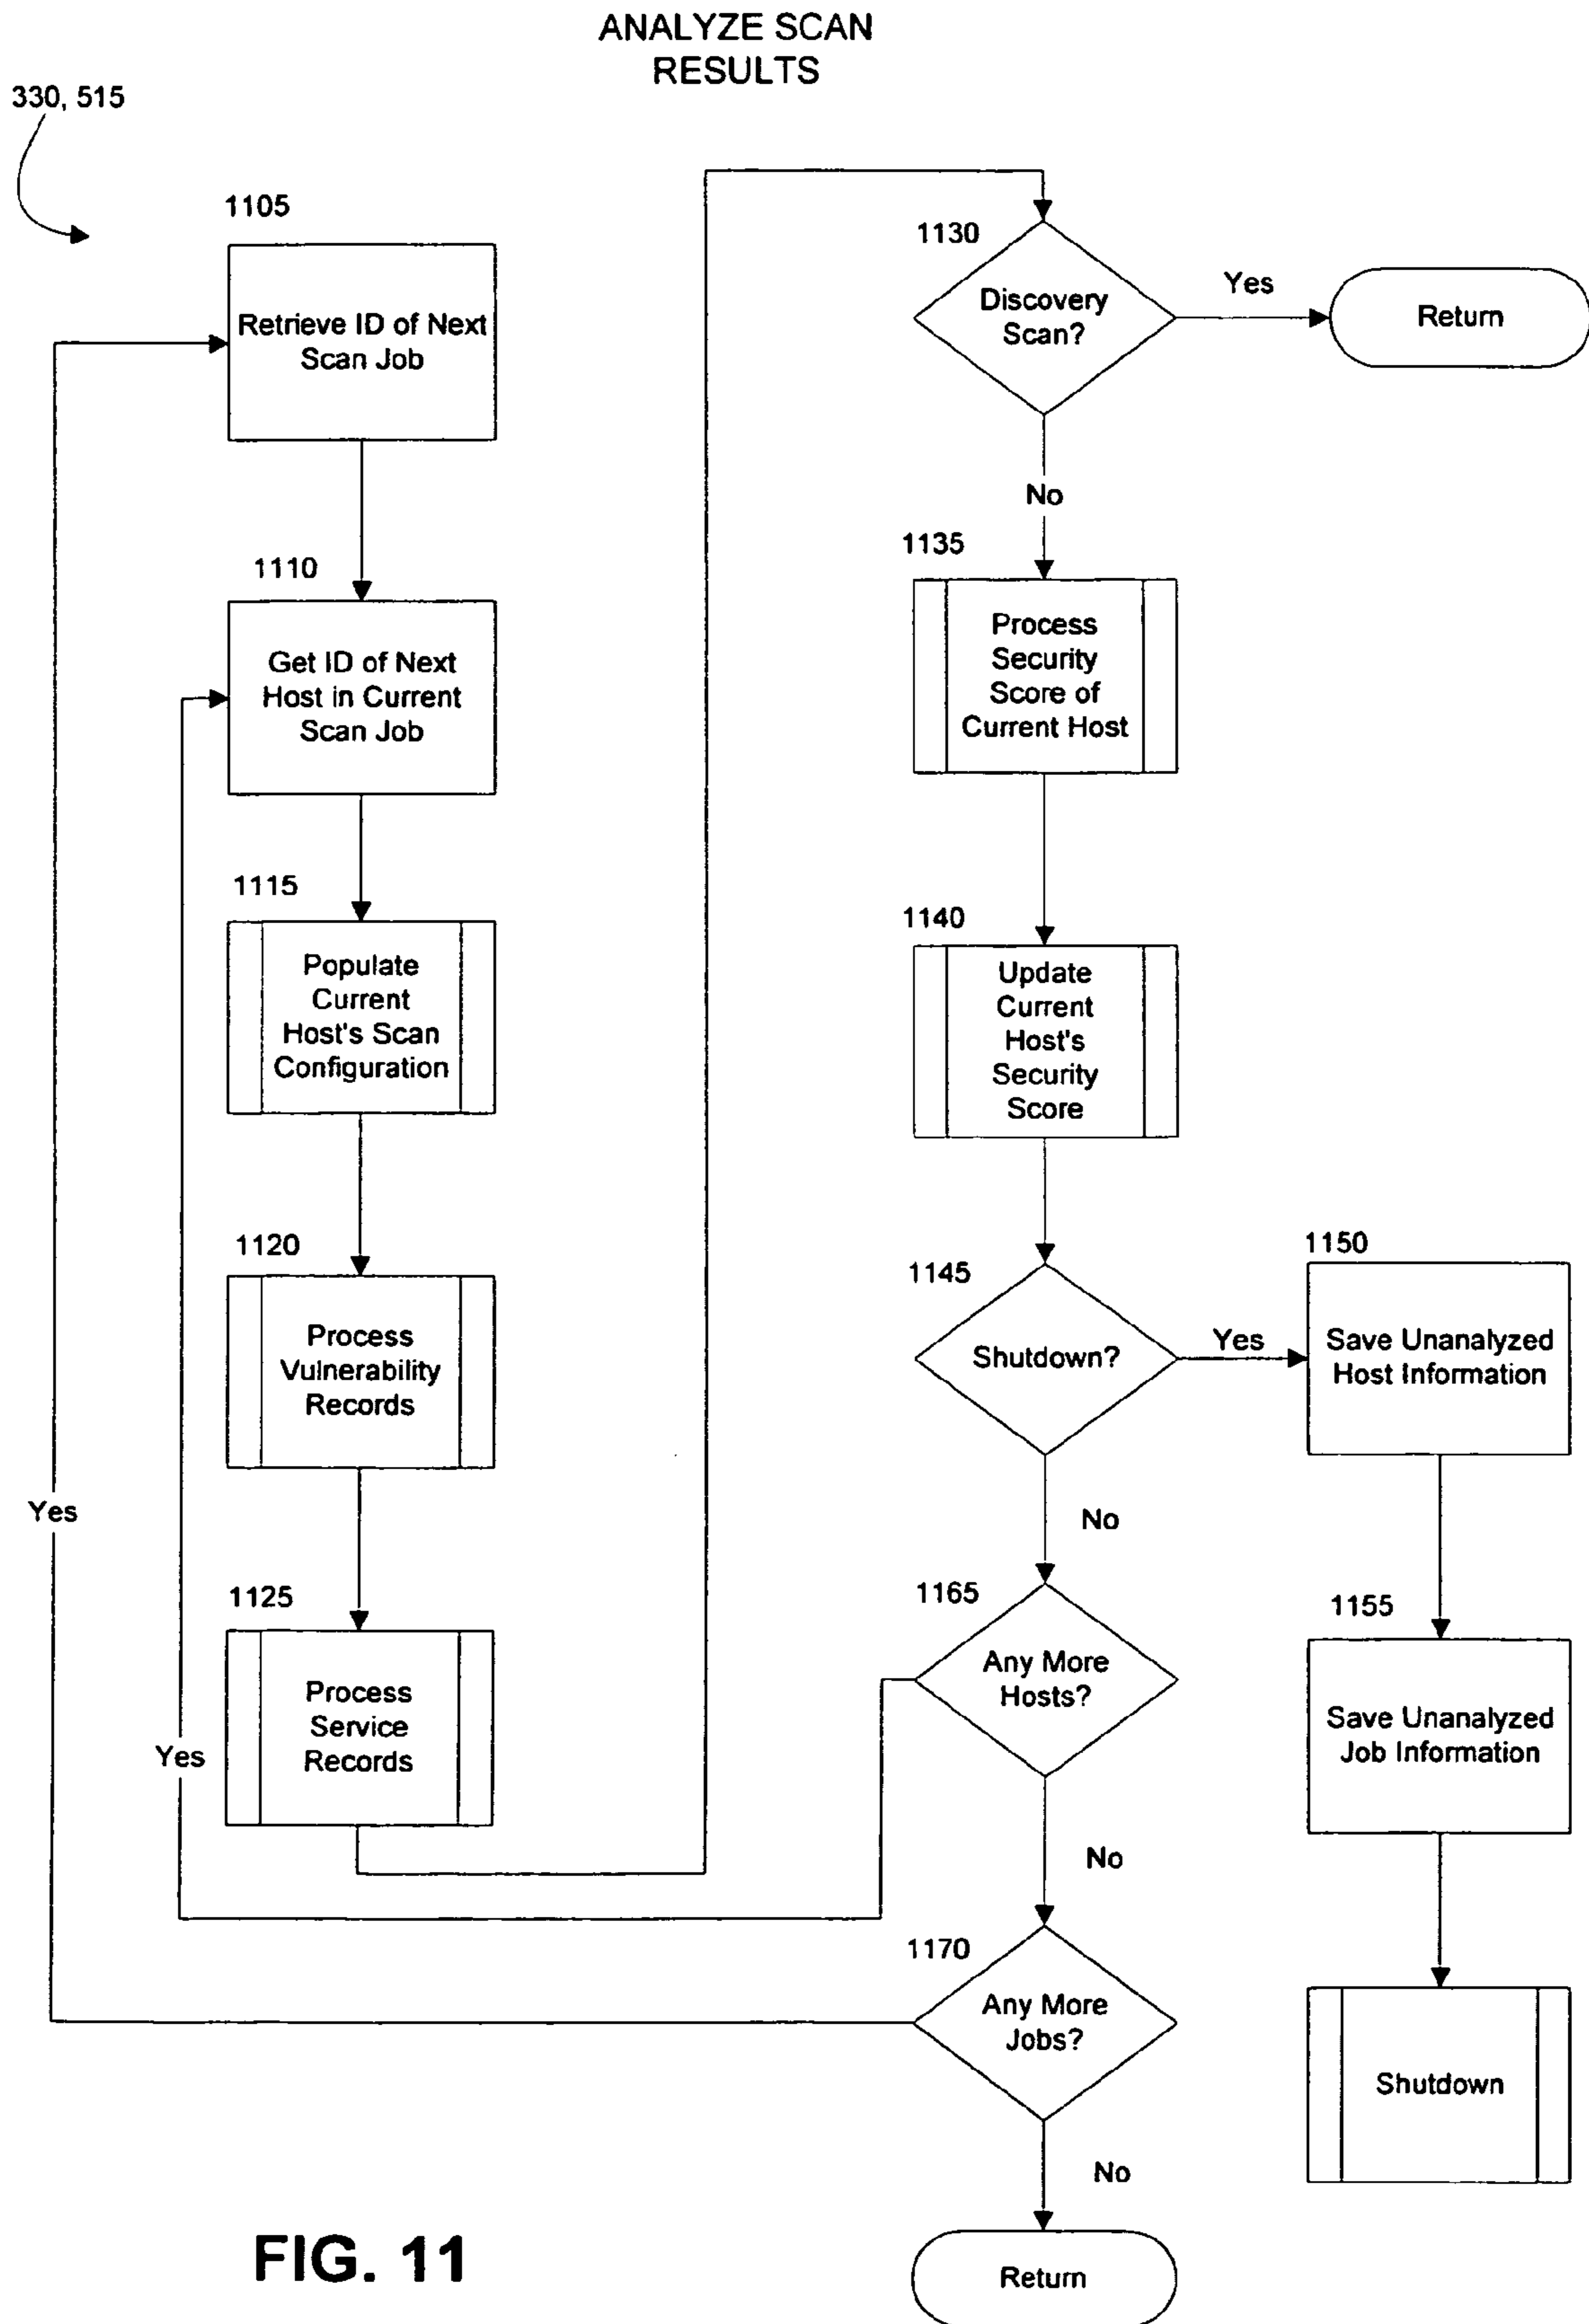 ANALYZE SCAN
RESULTS
330, 515
1105
Retrieve ID of Next
Scan Job
1110
Get ID of Next
Host in Current
Scan Job
1115
Populate
Current
Host's Scan
Configuration
1120
Process
Vulnerability
Records
Yes
1125
Process
Service
Records
Yes
1130
Discovery
Scan?
Yes
Return
No
1135
Process
Security
Score of
Current Host
1140
Update
Current
Host's
Security
Score
1145
Shutdown?
Yes
1150
Save Unanalyzed
Host Information
No
1165
Any More
Hosts?
1155
Save Unanalyzed
Job Information
No
1170
Any More
Jobs?
Shutdown
No
Return
FIG. 11